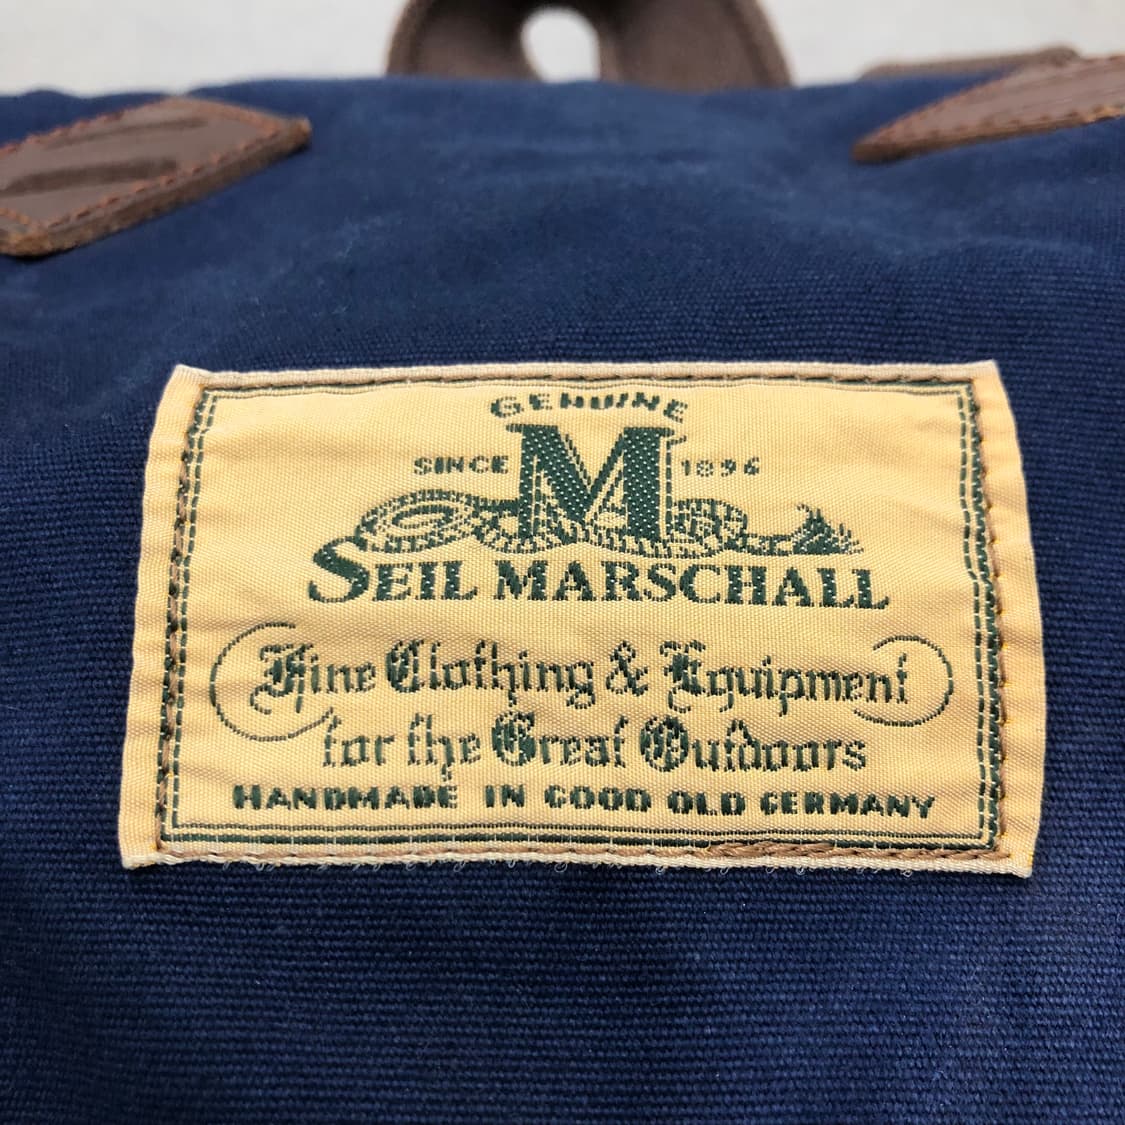 GENUINE
SINCE M 1896
SEIL MARSCHALL
Fine Clothing & Equipment
for the Great Outdoors
HANDMADE IN GOOD OLD GERMANY